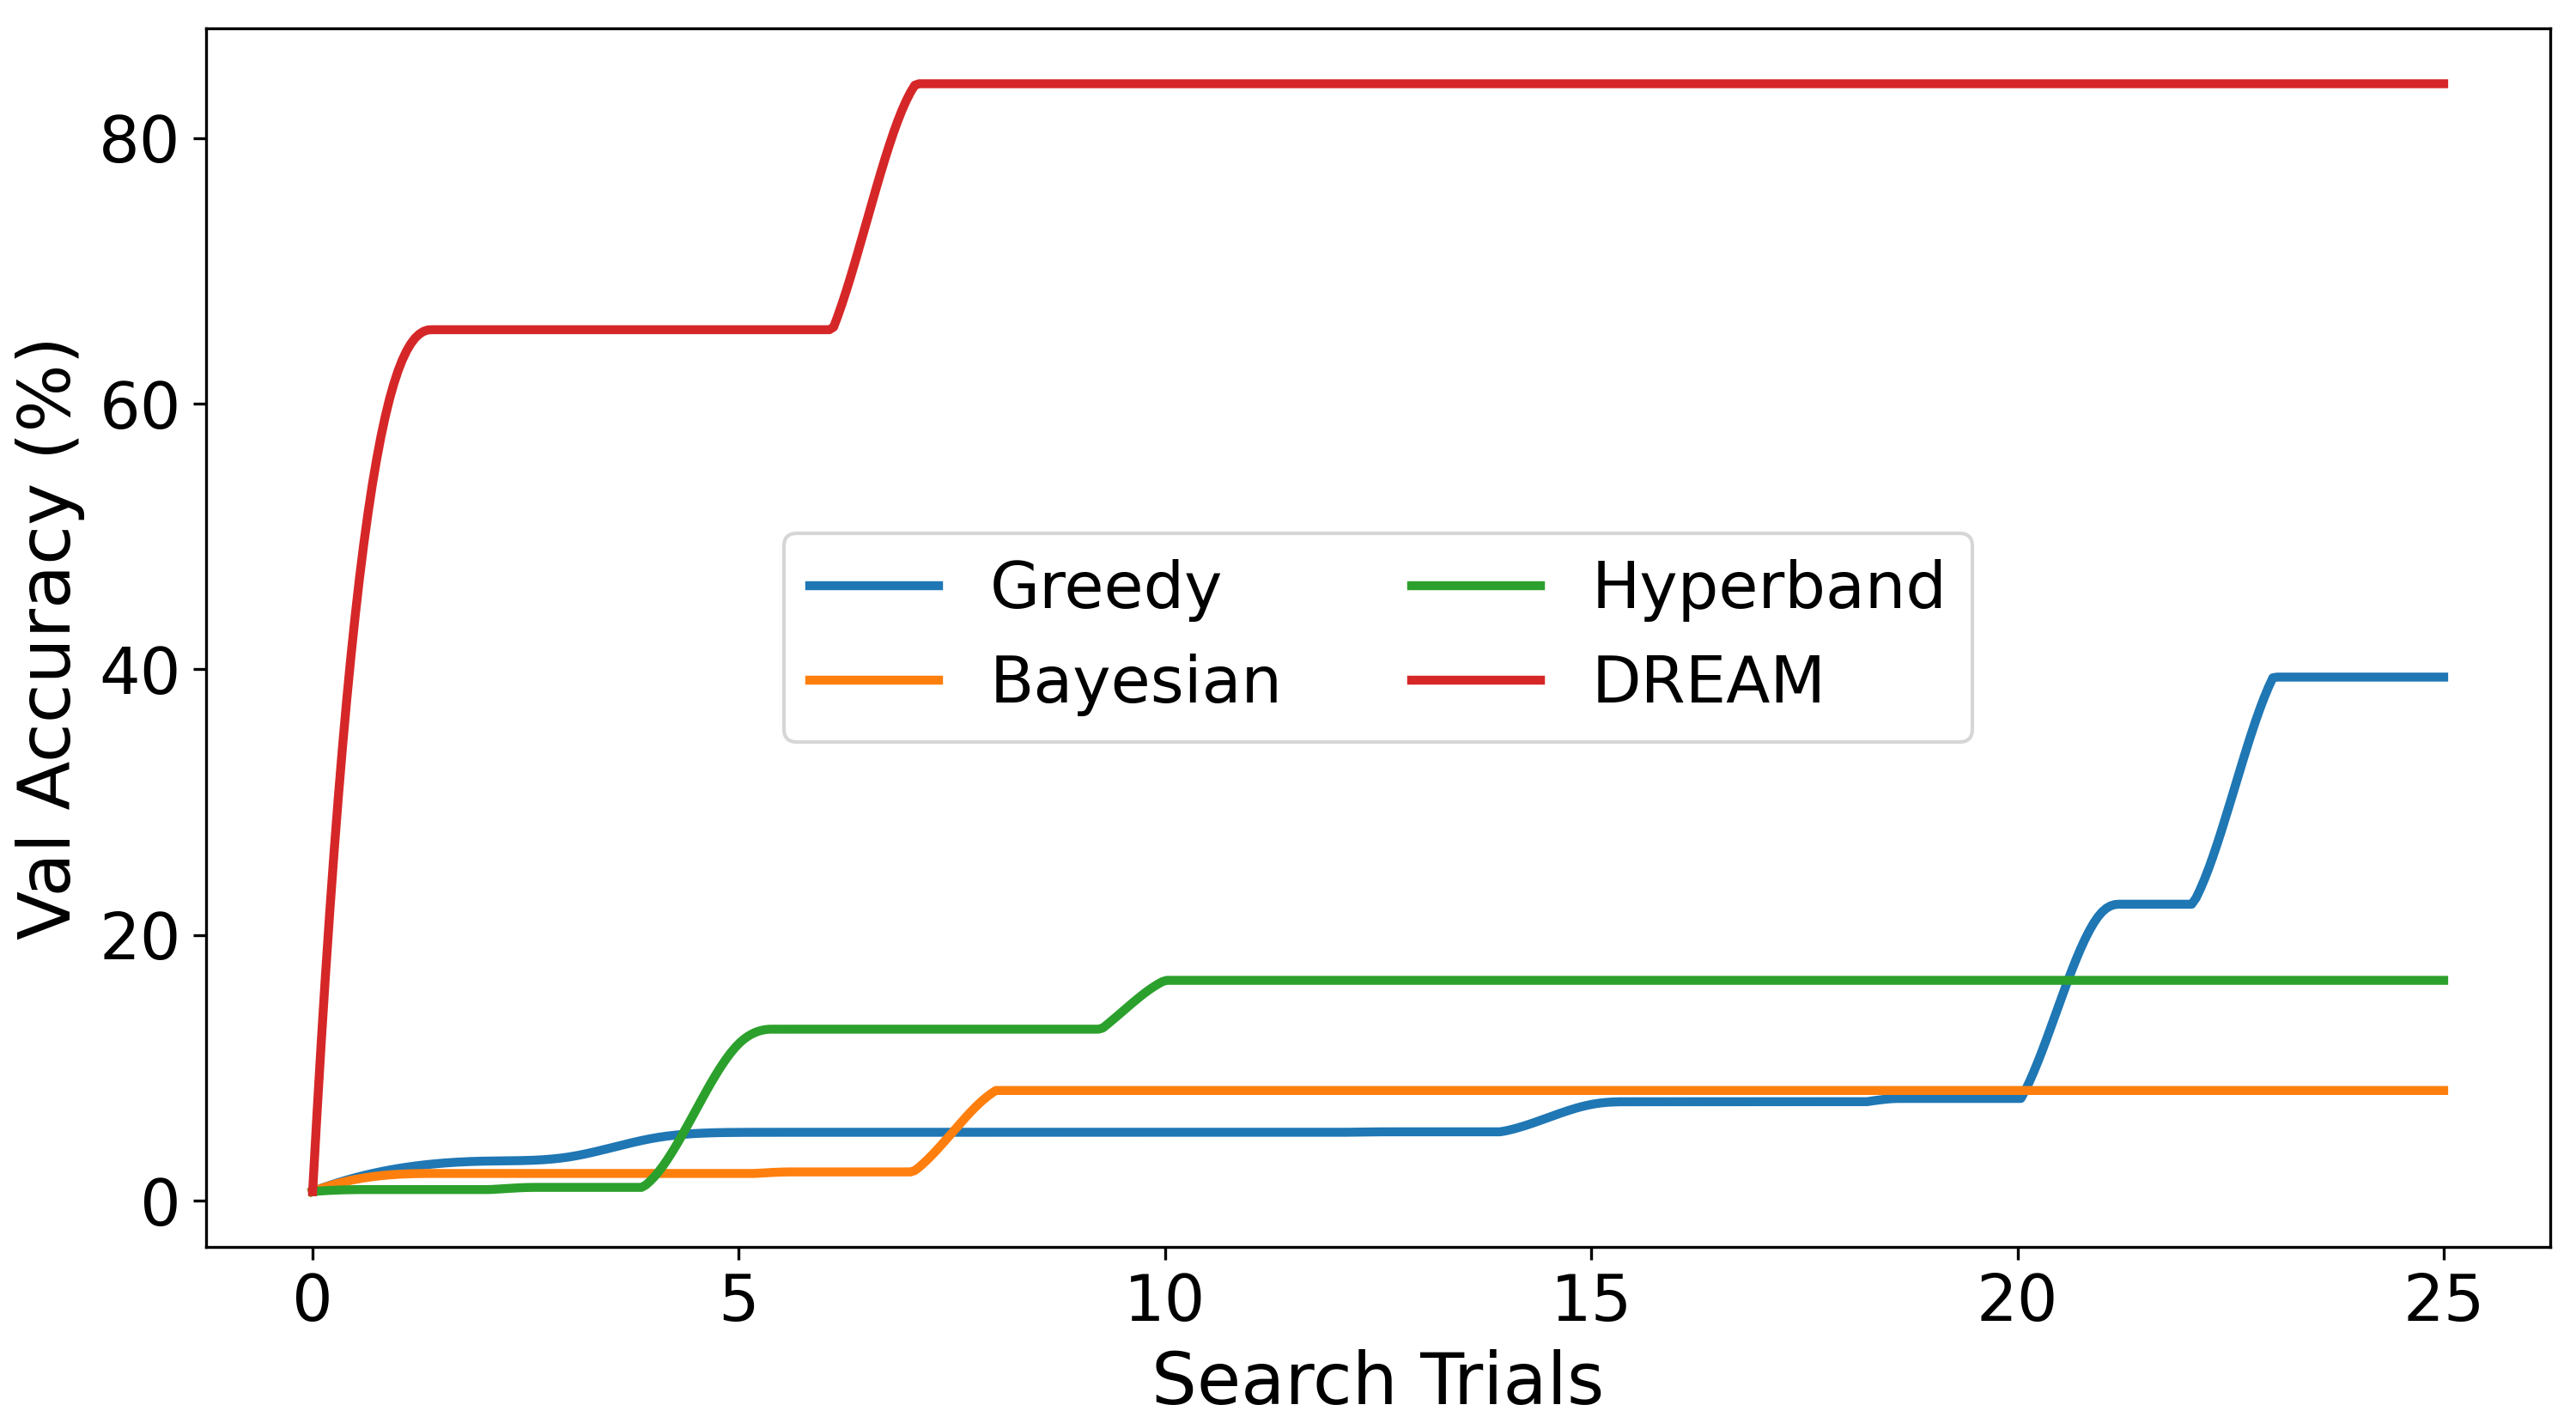 Val Accuracy (%)
80
60
40
20
0
Greedy
Bayesian
Hyperband
DREAM
0 5 10 15 20 25
Search Trials